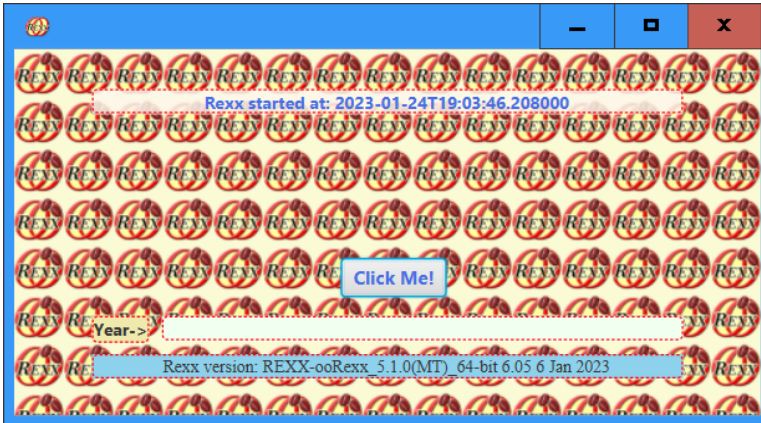 Rexx started at: 2023-01-24T19:03:46.208000
Click Me!
Year->
Rexx version: REXX-ooRexx_5.1.0(MT)_64-bit 6.05 6 Jan 2023
REXX